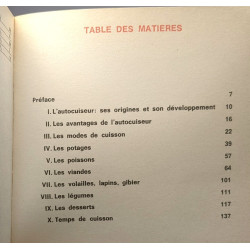 TABLE DES MATIERES
Préface 7
I. L'autocuiseur: ses origines et son développement 10
II. Les avantages de l'autocuiseur 16
III. Les modes de cuisson 22
IV. Les potages 39
V. Les poissons 57
VI. Les viandes 64
VII. Les volailles, lapins, gibier 101
VIII. Les légumes 111
IX. Les desserts 117
X. Temps de cuisson 137